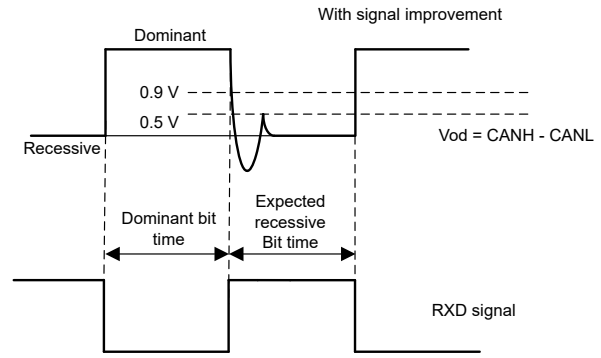 With signal improvement
Dominant
0.9 V
0.5 V
Vod = CANH - CANL
Recessive
Dominant bit
time
Expected
recessive
Bit time
RXD signal